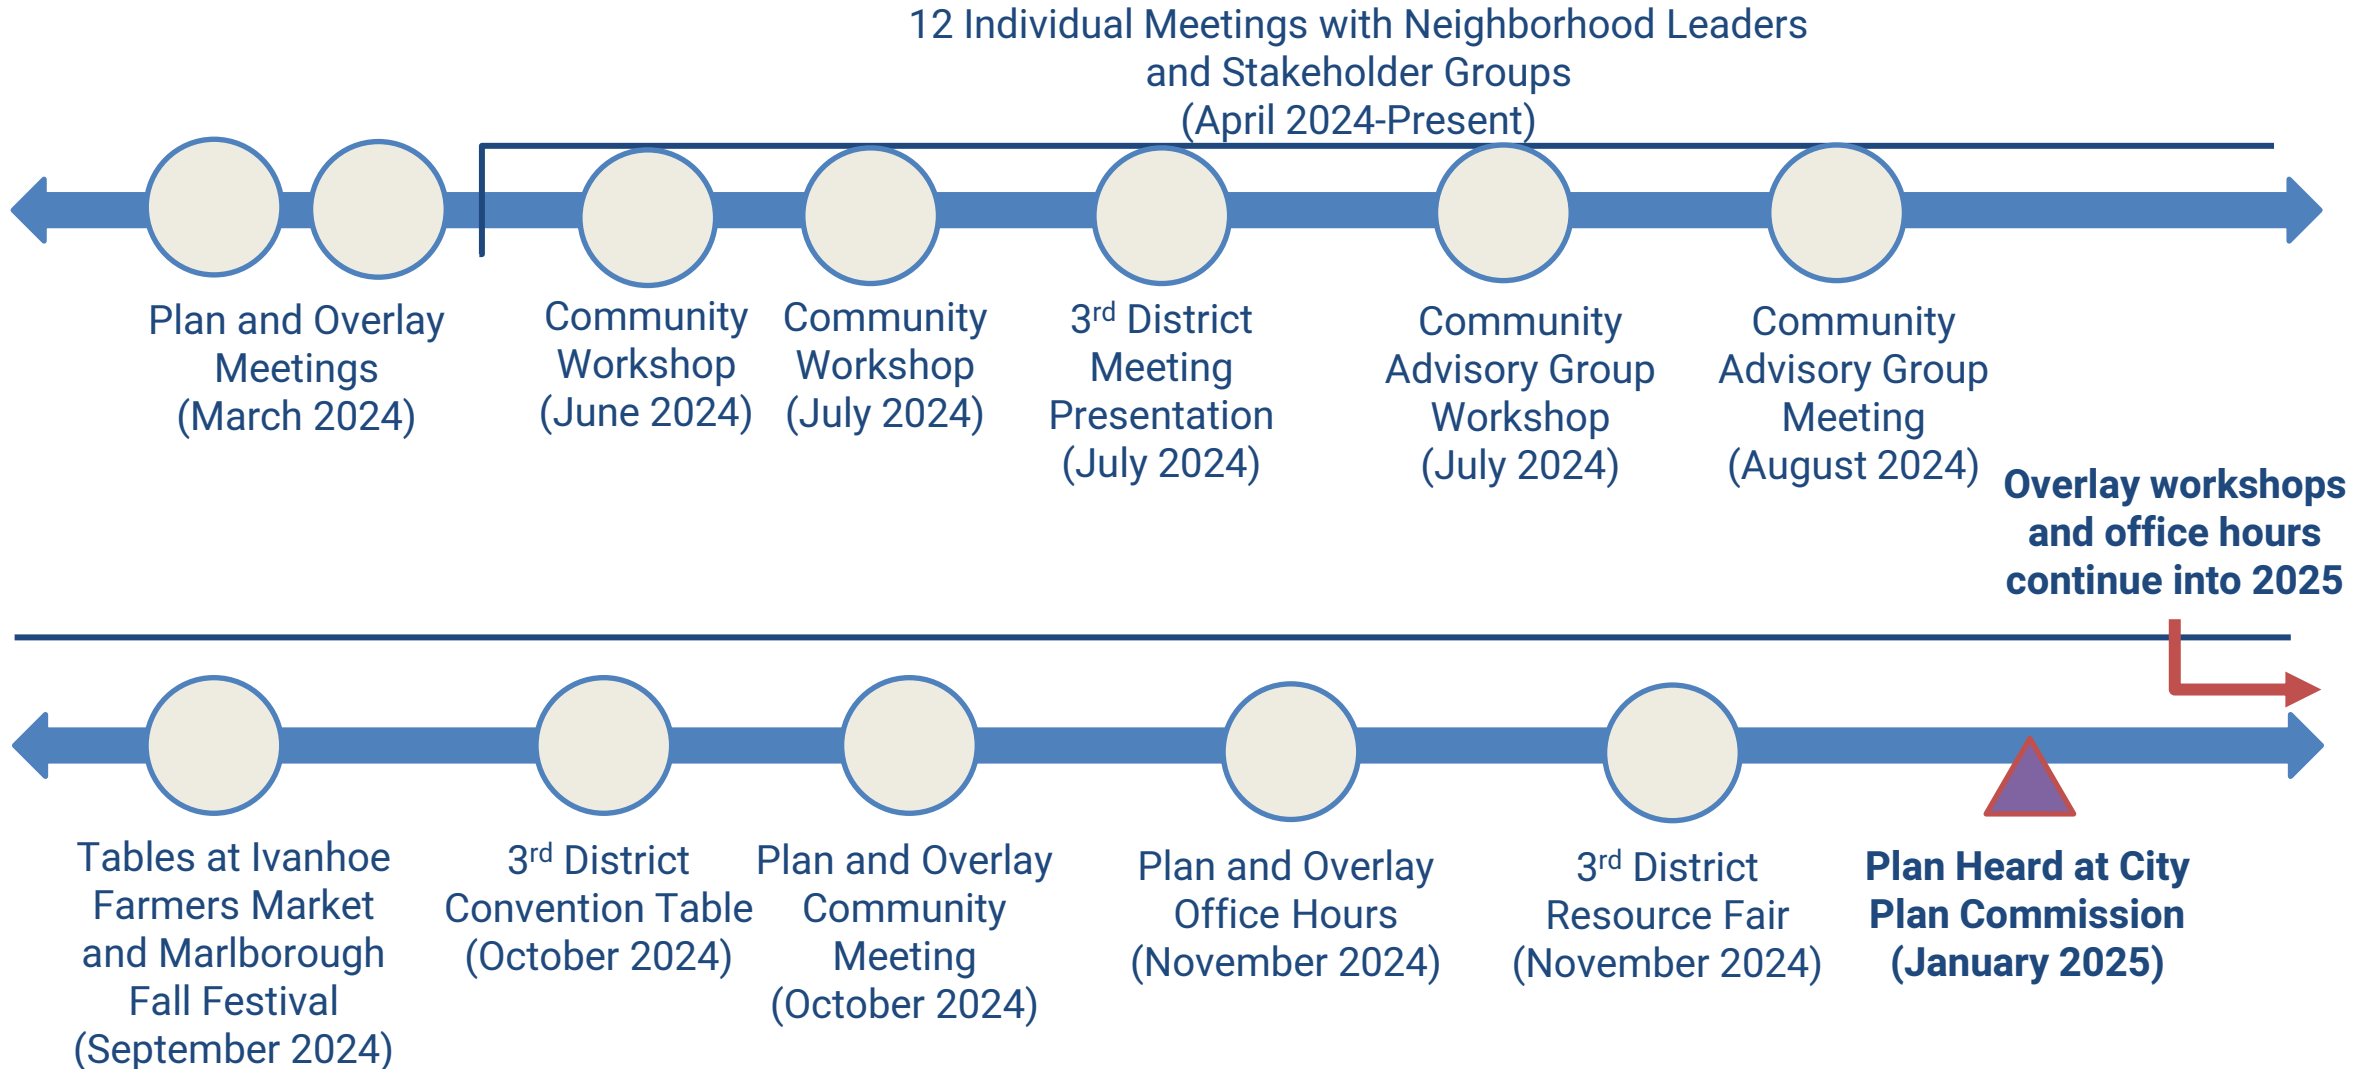 12 Individual Meetings with Neighborhood Leaders
and Stakeholder Groups
(April 2024-Present)
Plan and Overlay
Meetings
(March 2024)
Community
Workshop
(June 2024)
Community
Workshop
(July 2024)
3rd District
Meeting
Presentation
(July 2024)
Community
Advisory Group
Workshop
(July 2024)
Community
Advisory Group
Meeting
(August 2024)
Overlay workshops
and office hours
continue into 2025
Tables at Ivanhoe
Farmers Market
and Marlborough
Fall Festival
(September 2024)
3rd District
Convention Table
(October 2024)
Plan and Overlay
Community
Meeting
(October 2024)
Plan and Overlay
Office Hours
(November 2024)
3rd District
Resource Fair
(November 2024)
Plan Heard at City
Plan Commission
(January 2025)